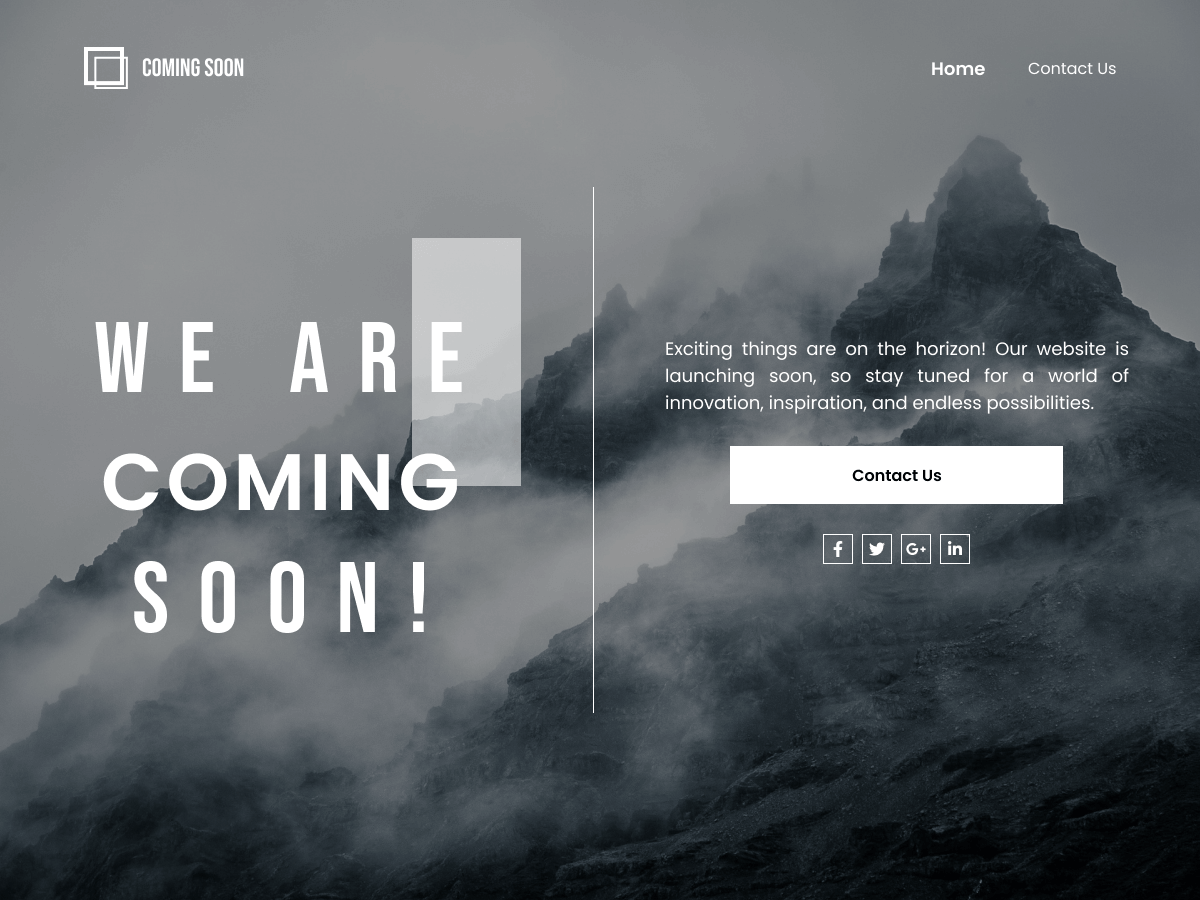 COMING SOON
Home
Contact Us
WE ARE
COMING
SOON!
Exciting things are on the horizon! Our website is
launching soon, so stay tuned for a world of
innovation, inspiration, and endless possibilities.
Contact Us
f
G+
in